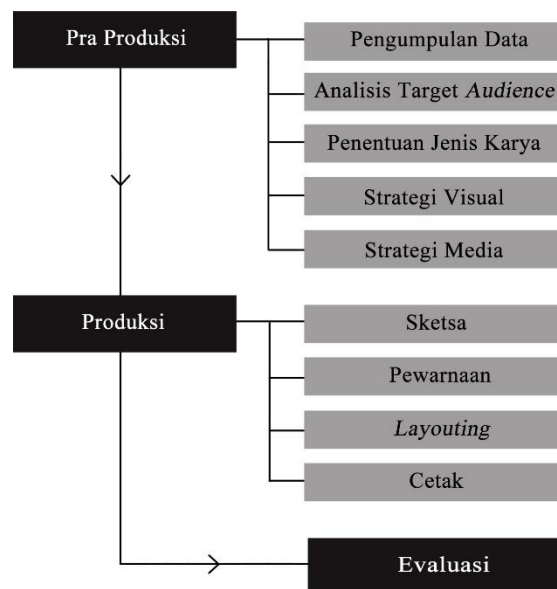 Pra Produksi
Pengumpulan Data
Analisis Target Audience
Penentuan Jenis Karya
Strategi Visual
Strategi Media
Produksi
Sketsa
Pewarnaan
Layouting
Cetak
Evaluasi